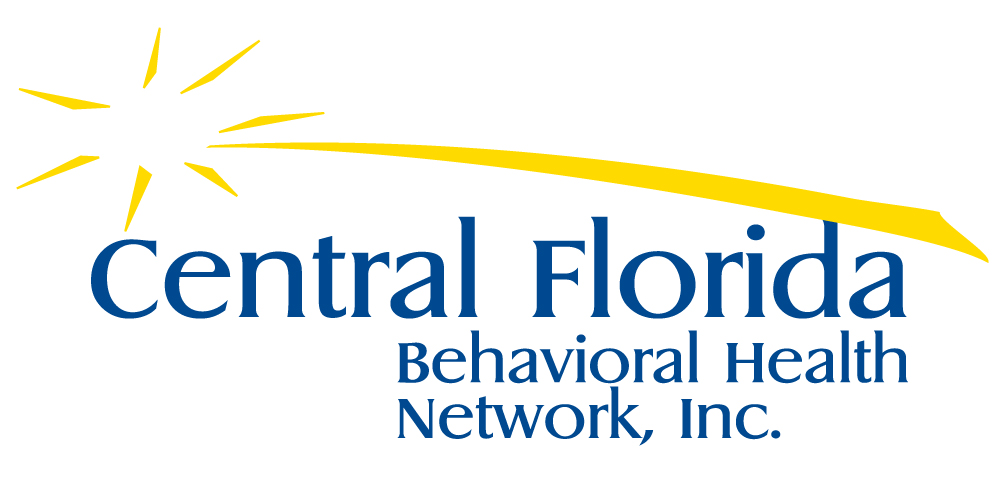 Central Florida
Behavioral Health
Network, Inc.